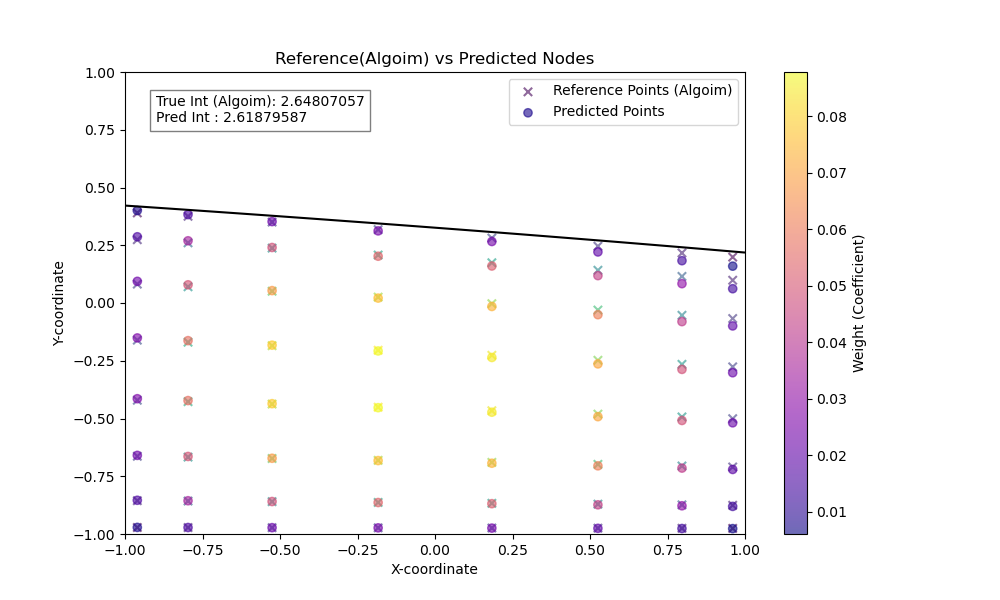 Reference(Algoim) vs Predicted Nodes
True Int (Algoim): 2.64807057
Pred Int : 2.61879587
Reference Points (Algoim)
Predicted Points
1.00
0.75
0.50
0.25
0.00
−0.25
−0.50
−0.75
−1.00
Y-coordinate
−1.00 −0.75 −0.50 −0.25 0.00 0.25 0.50 0.75 1.00
X-coordinate
0.08
0.07
0.06
0.05
0.04
0.03
0.02
0.01
Weight (Coefficient)